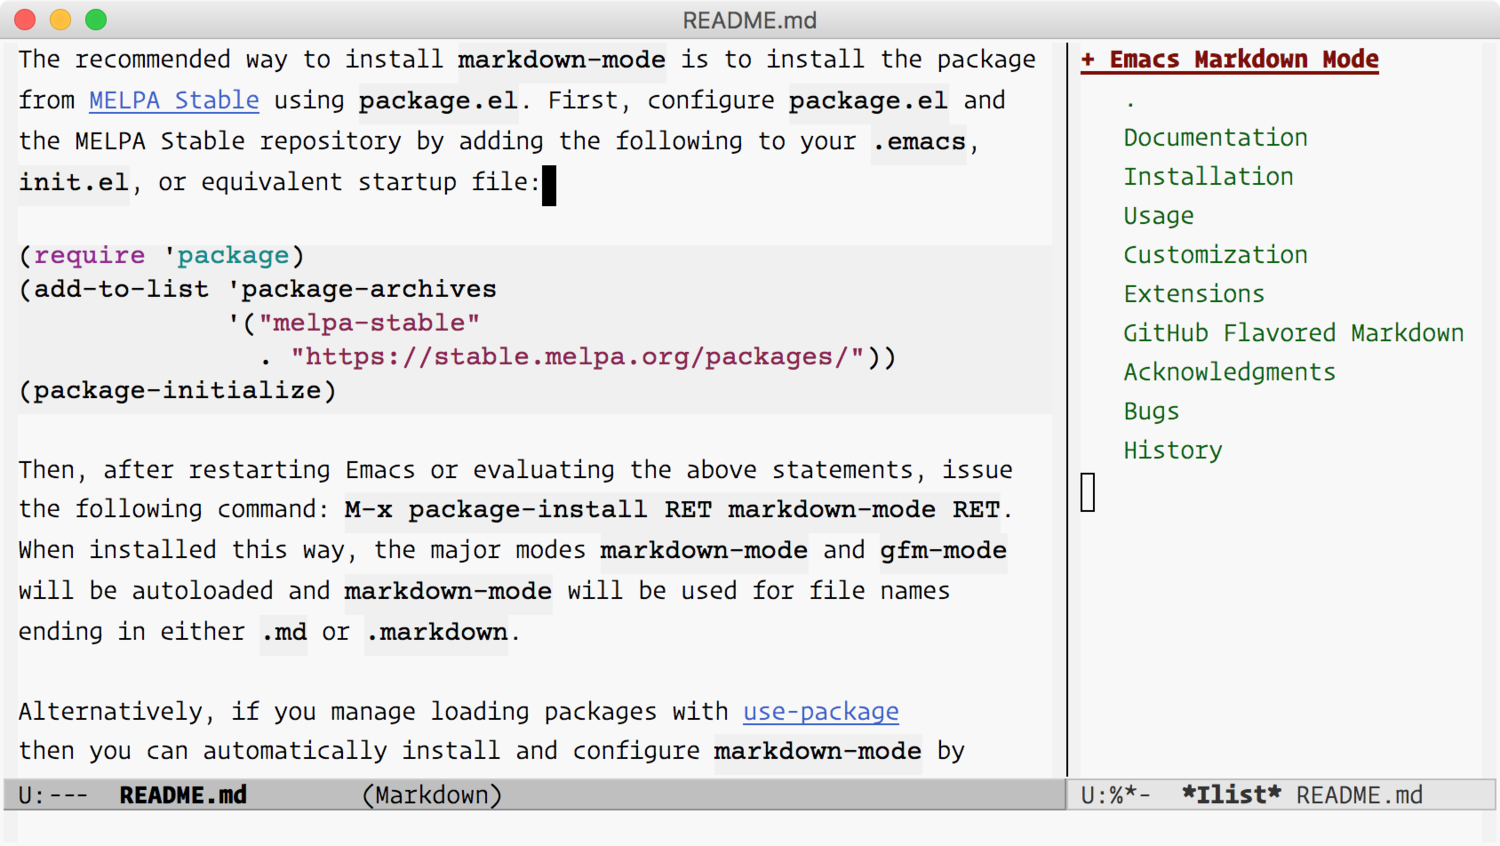 README.md
The recommended way to install markdown-mode is to install the package
from MELPA Stable using package.el. First, configure package.el and
the MELPA Stable repository by adding the following to your .emacs,
init.el, or equivalent startup file:
(require 'package)
(add-to-list 'package-archives
'("melpa-stable"
. "https://stable.melpa.org/packages/"))
(package-initialize)
Then, after restarting Emacs or evaluating the above statements, issue
the following command: M-x package-install RET markdown-mode RET.
When installed this way, the major modes markdown-mode and gfm-mode
will be autoloaded and markdown-mode will be used for file names
ending in either .md or .markdown.
Alternatively, if you manage loading packages with use-package
then you can automatically install and configure markdown-mode by
U:--- README.md (Markdown)
+ Emacs Markdown Mode
.
Documentation
Installation
Usage
Customization
Extensions
GitHub Flavored Markdown
Acknowledgments
Bugs
History
U:%*- *Ilist* README.md